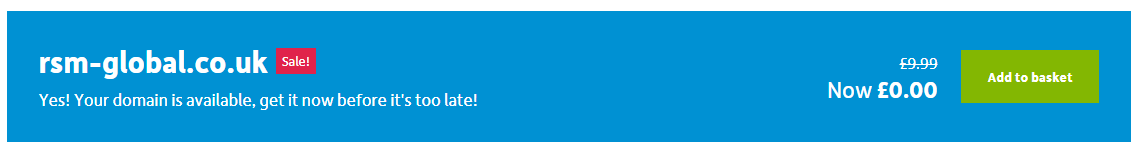 rsm-global.co.uk Sale!
Yes! Your domain is available, get it now before it's too late!
£9.99
Now £0.00
Add to basket